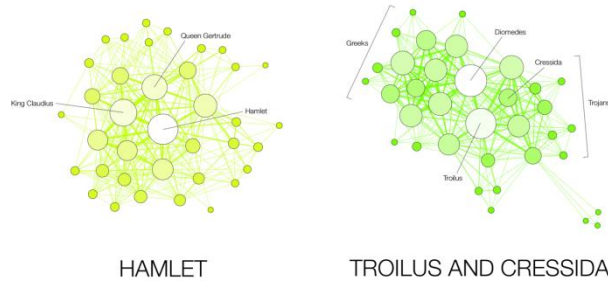 Queen Gertrude
King Claudius
Hamlet
HAMLET
Diomedes
Greeks
Cressida
Trojans
Troilus
TROILUS AND CRESSIDA